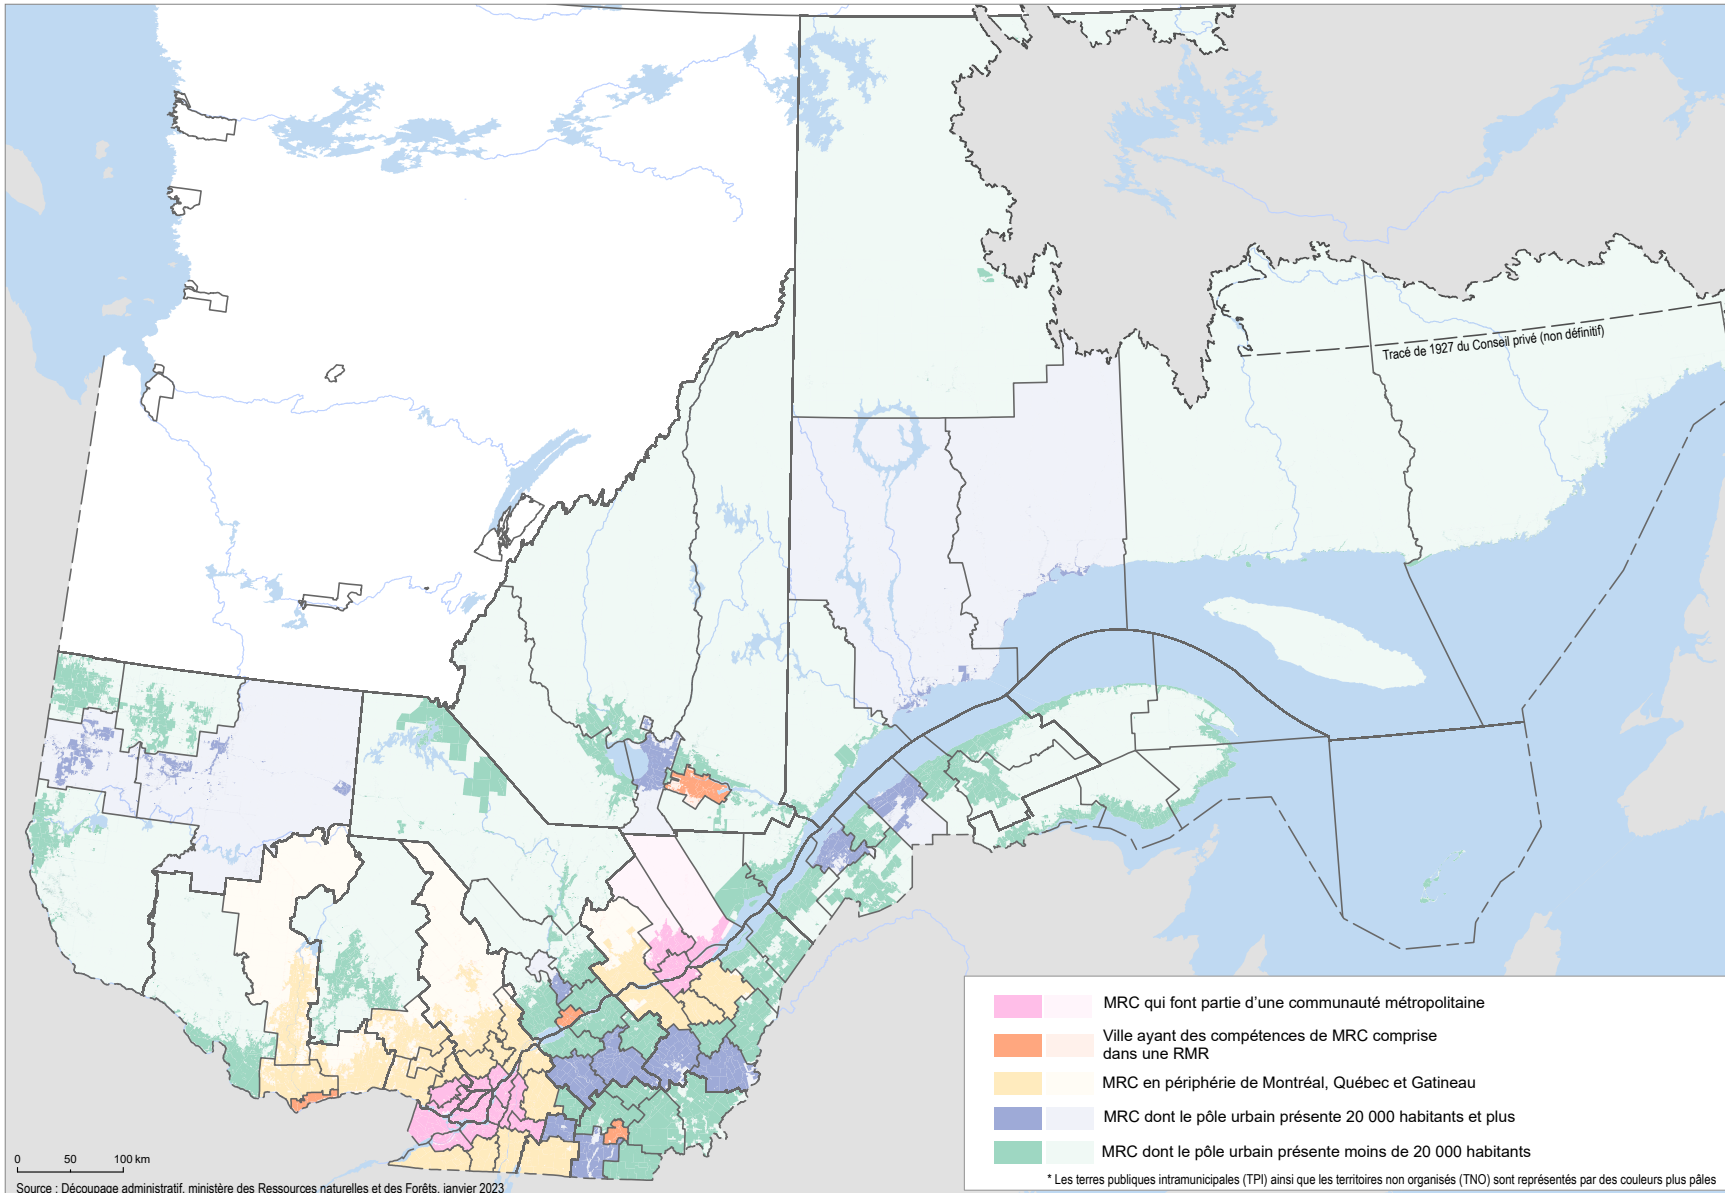 Tracé de 1927 du Conseil privé (non définitif)
MRC qui font partie d'une communauté métropolitaine
Ville ayant des compétences de MRC comprise
dans une RMR
MRC en périphérie de Montréal, Québec et Gatineau
MRC dont le pôle urbain présente 20 000 habitants et plus
MRC dont le pôle urbain présente moins de 20 000 habitants
* Les terres publiques intramunicipales (TPI) ainsi que les territoires non organisés (TNO) sont représentés par des couleurs plus pâles
0 50 100 km
Source : Découpage administratif, ministère des Ressources naturelles et des Forêts, janvier 2023